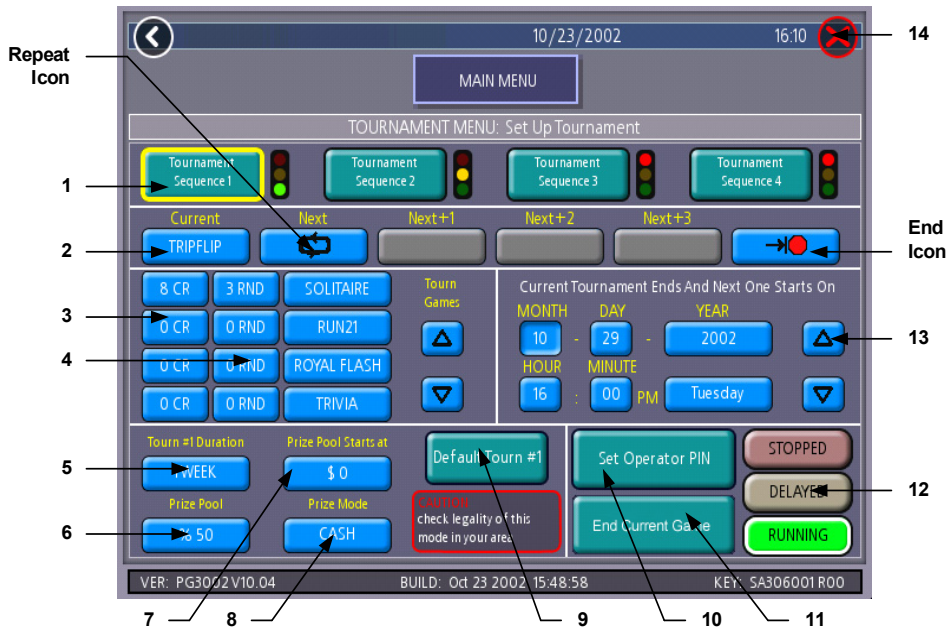 10/23/2002 16:10
14
Repeat
Icon
MAIN MENU
TOURNAMENT MENU: Set Up Tournament
1
Tournament
Sequence 1
Tournament
Sequence 2
Tournament
Sequence 3
Tournament
Sequence 4
Current Next Next+1 Next+2 Next+3
2
TRIPFLIP
End
Icon
8 CR 3 RND SOLITAIRE
3
0 CR 0 RND RUN21
4
0 CR 0 RND ROYAL FLASH
0 CR 0 RND TRIVIA
Tourn
Games
Current Tournament Ends And Next One Starts On
MONTH DAY YEAR
10 - 29 - 2002
13
HOUR MINUTE
16 : 00 PM Tuesday
Tourn #1 Duration Prize Pool Starts at
5
1WEEK $ 0
Prize Pool Prize Mode
6
% 50 CASH
Default Tourn #1
CAUTION
check legality of this
mode in your area
Set Operator PIN
End Current Game
STOPPED
DELAYED
12
RUNNING
VER: PG3002 V10.04 BUILD: Oct 23 2002 15:48:58 KEY: SA306001 R00
7 8 9 10 11